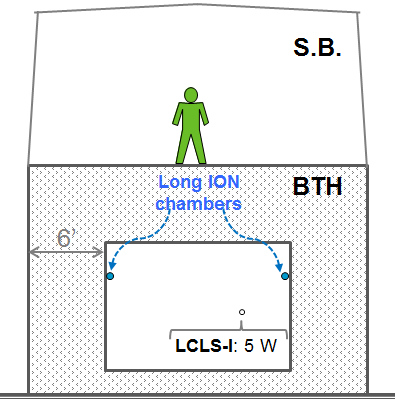 S.B.
Long ION
chambers
BTH
6'
LCLS-I: 5 W